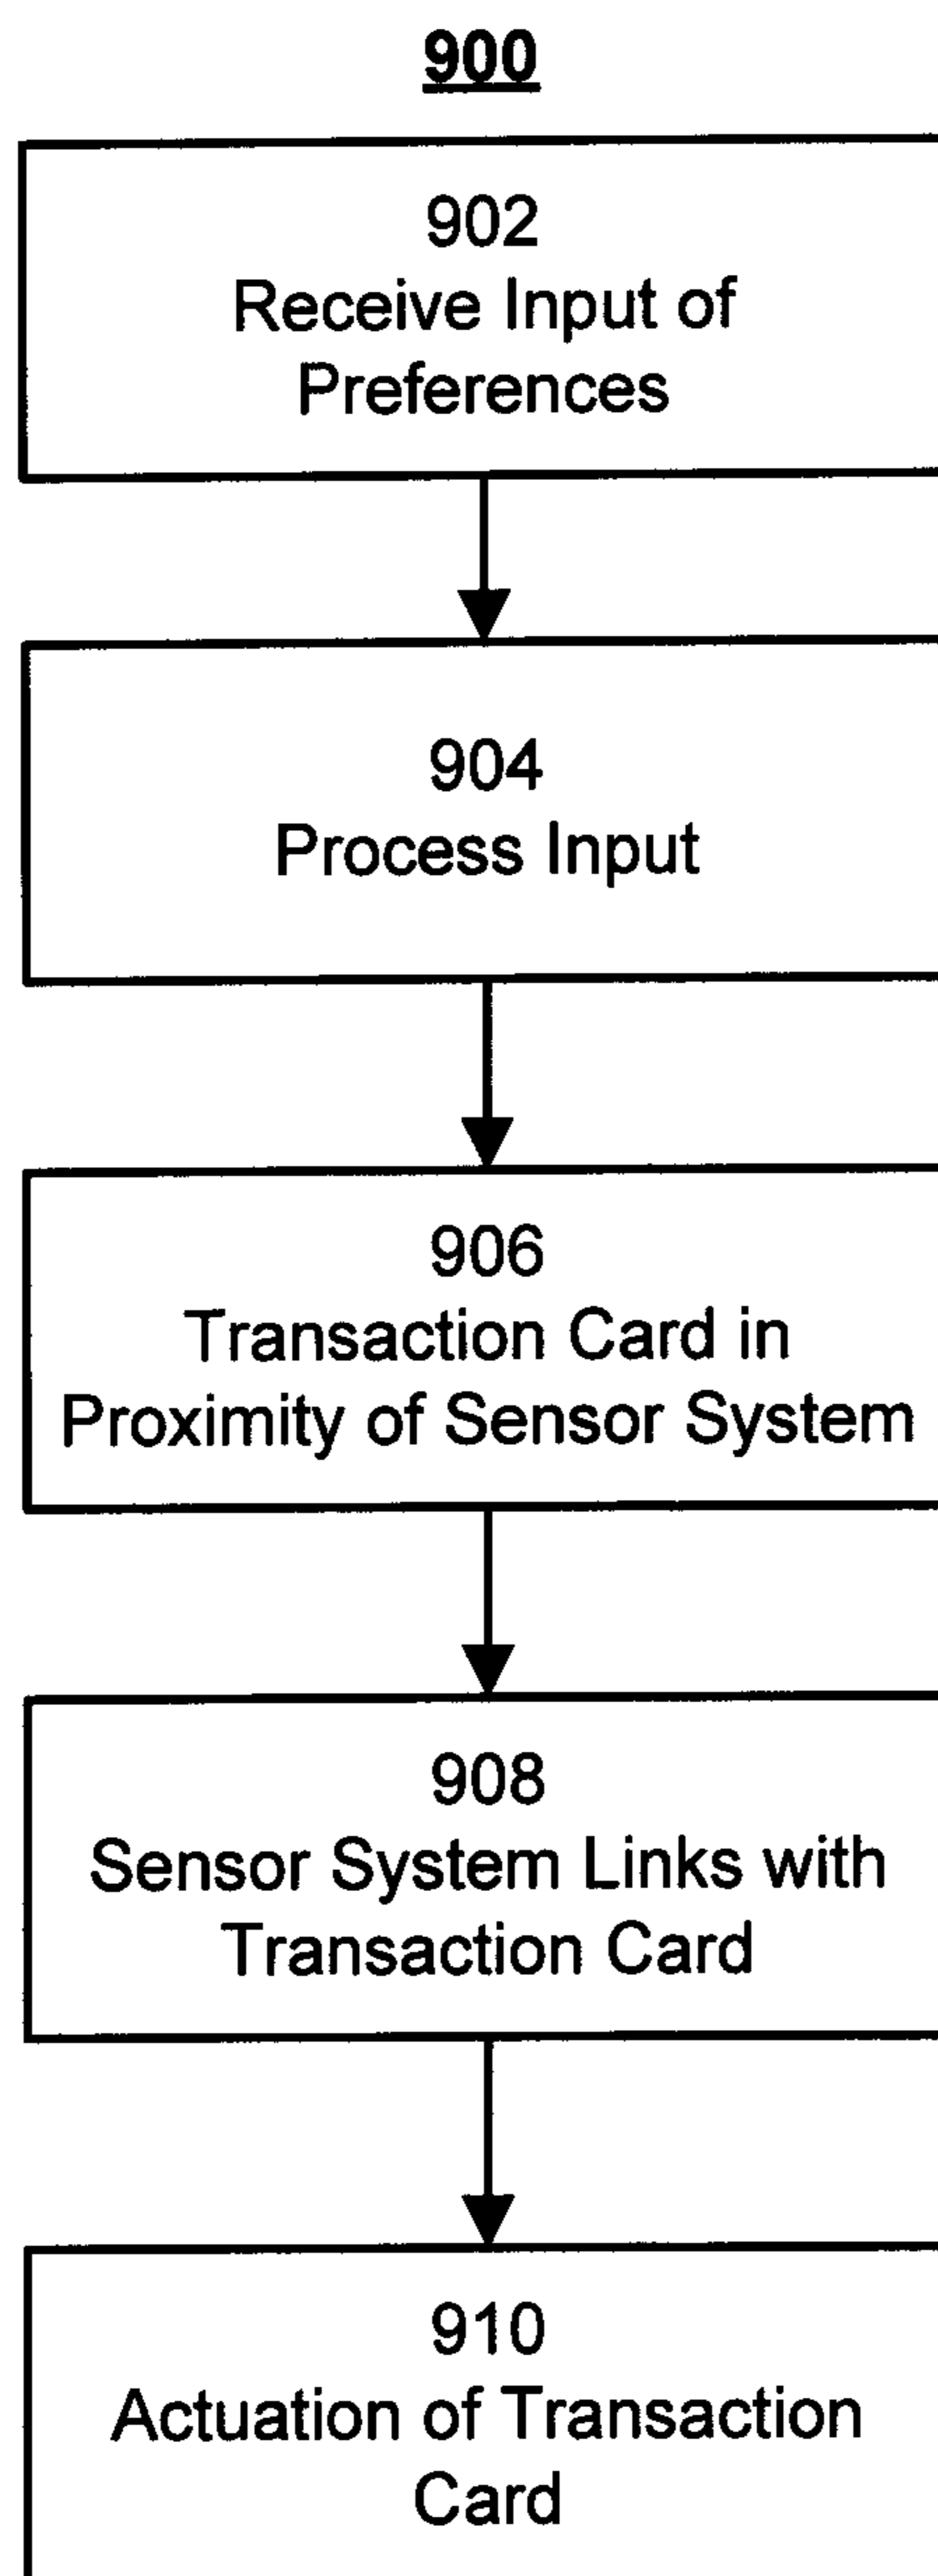 900
902
Receive Input of
Preferences
904
Process Input
906
Transaction Card in
Proximity of Sensor System
908
Sensor System Links with
Transaction Card
910
Actuation of Transaction
Card